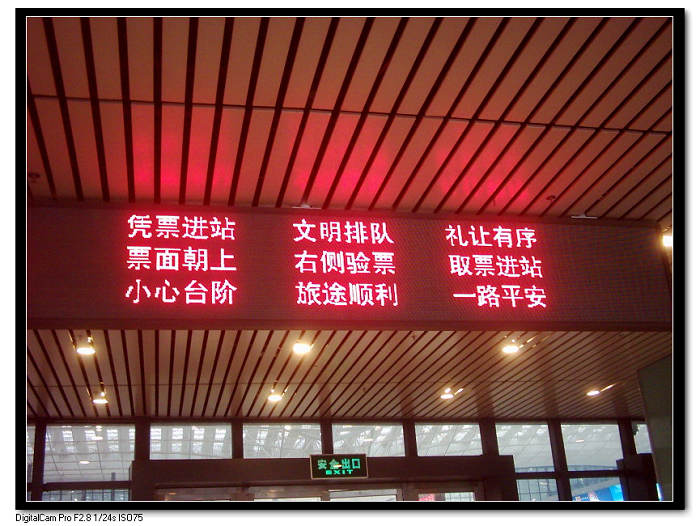 凭票进站 文明排队 礼让有序
票面朝上 右侧验票 取票进站
小心台阶 旅途顺利 一路平安
安全出口
EXIT
DigitalCam Pro F2.8 1/24s ISO75